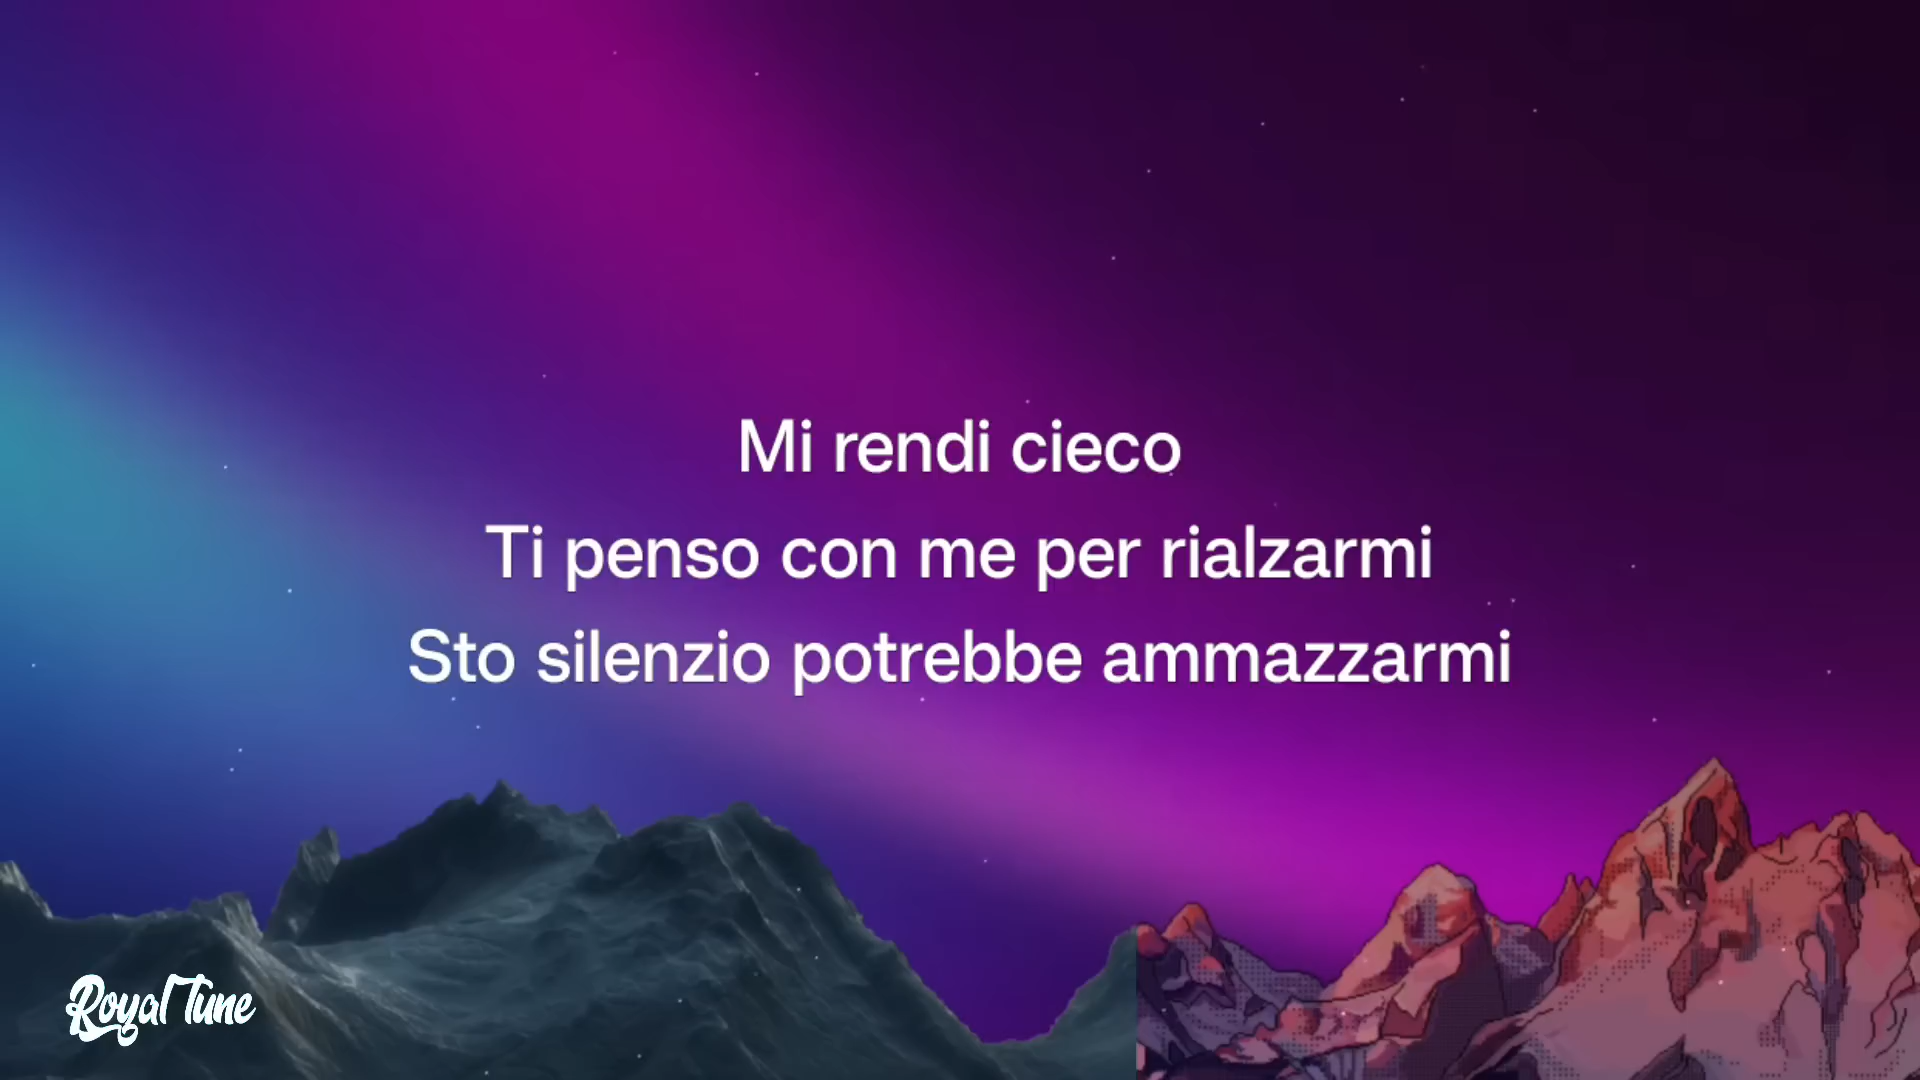 Mi rendi cieco
Ti penso con me per rialzarmi
Sto silenzio potrebbe ammazzarmi
Royal Tune